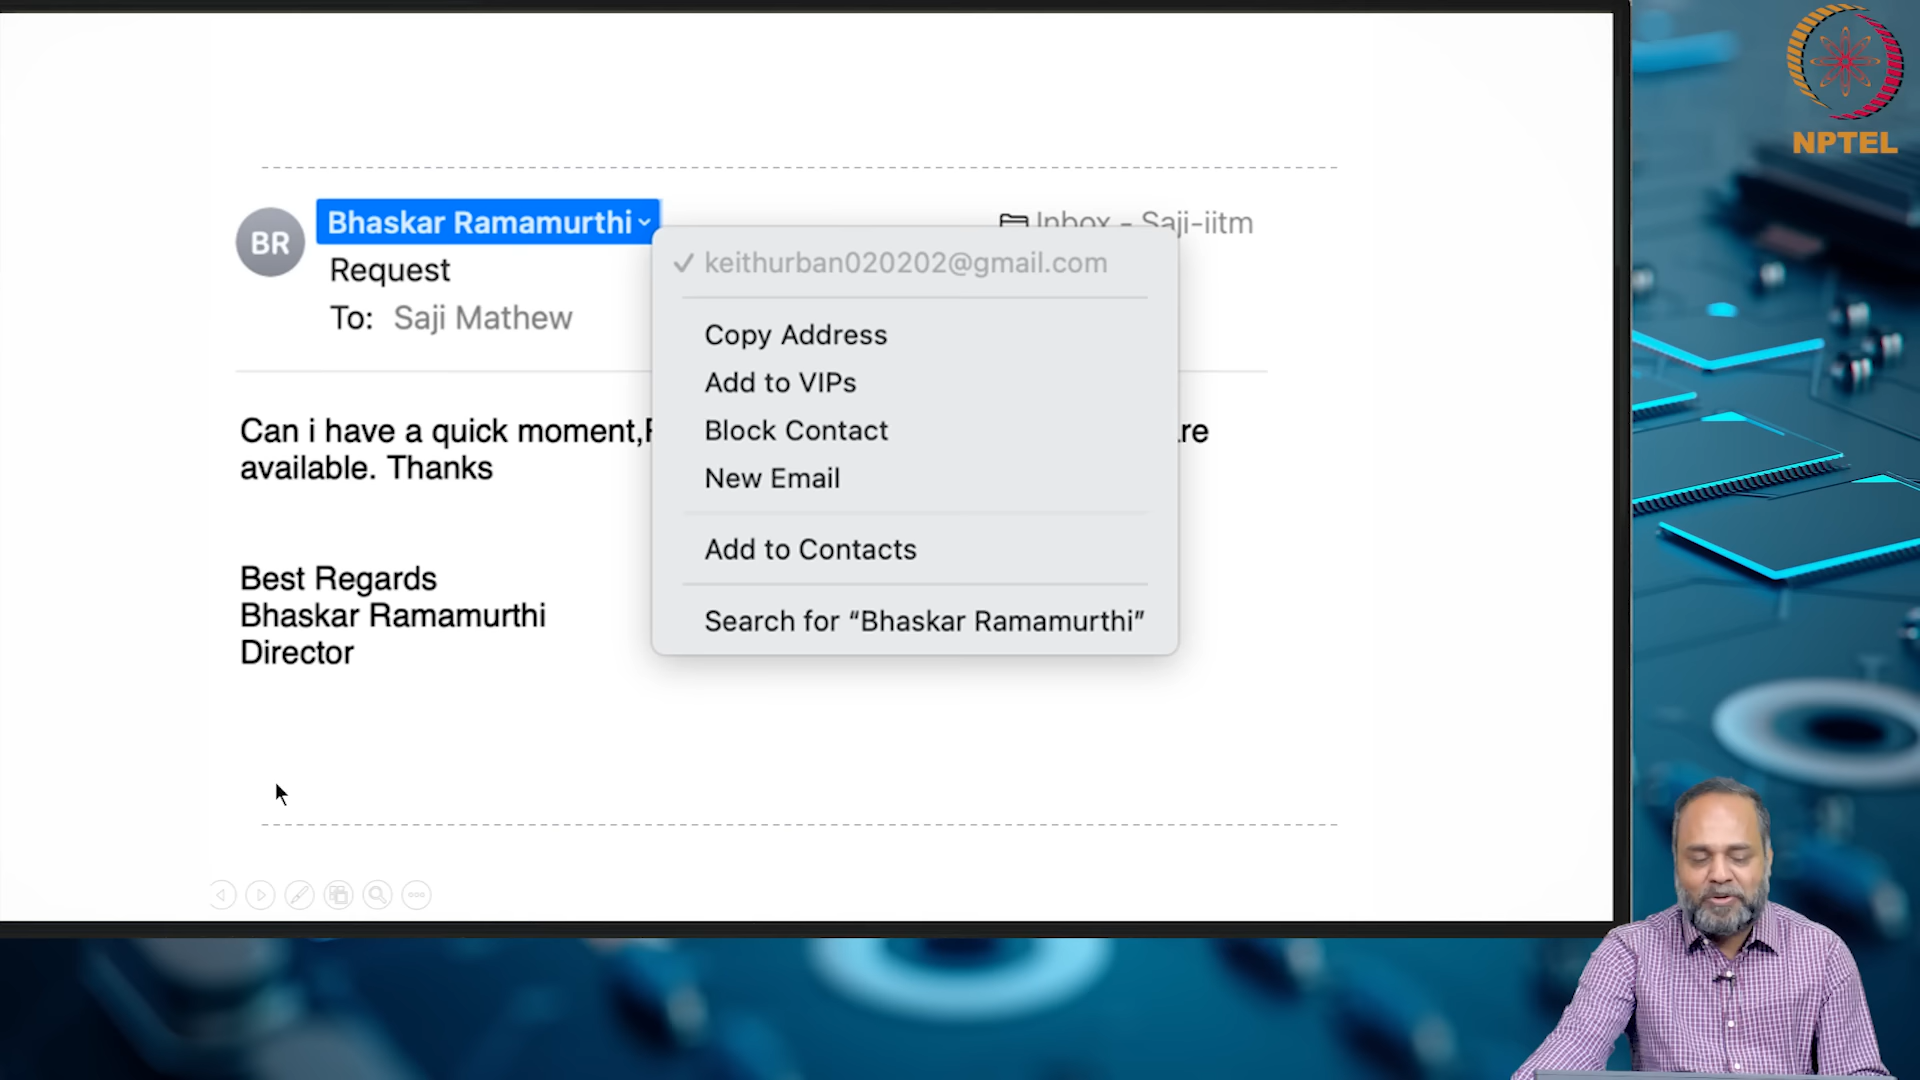 NPTEL
BR
Bhaskar Ramamurthi
Inbox - Saji-iitm
Request
To: Saji Mathew
keithurban020202@gmail.com
Copy Address
Add to VIPs
Block Contact
New Email
Add to Contacts
Search for “Bhaskar Ramamurthi”
Can i have a quick moment,
available. Thanks
Best Regards
Bhaskar Ramamurthi
Director